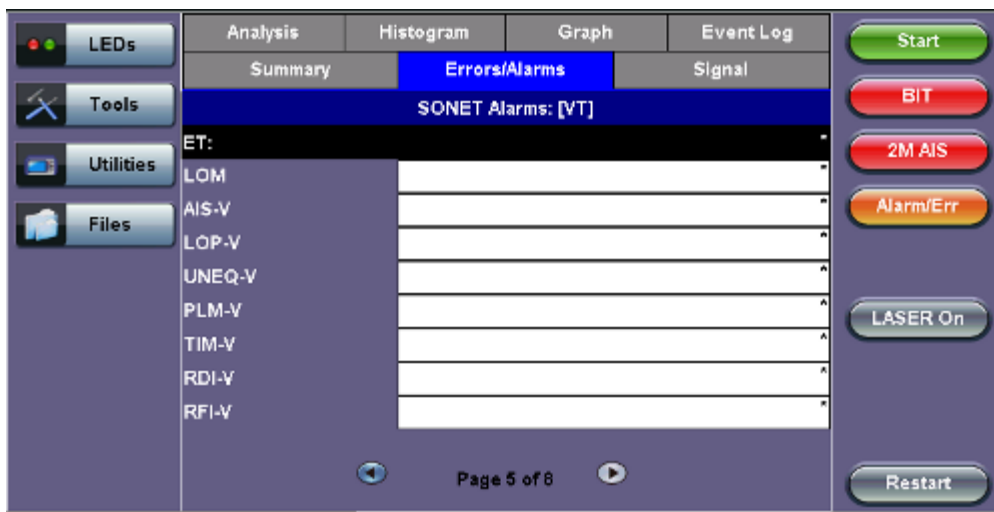 LEDs
Tools
Utilities
Files
Analysis Histogram Graph Event Log
Summary Errors/Alarms Signal
SONET Alarms: [VT]
ET:
LOM
AIS-V
LOP-V
UNEQ-V
PLM-V
TIM-V
RDI-V
RFI-V
Page 5 of 8
Start
BIT
2M AIS
Alarm/Err
LASER On
Restart